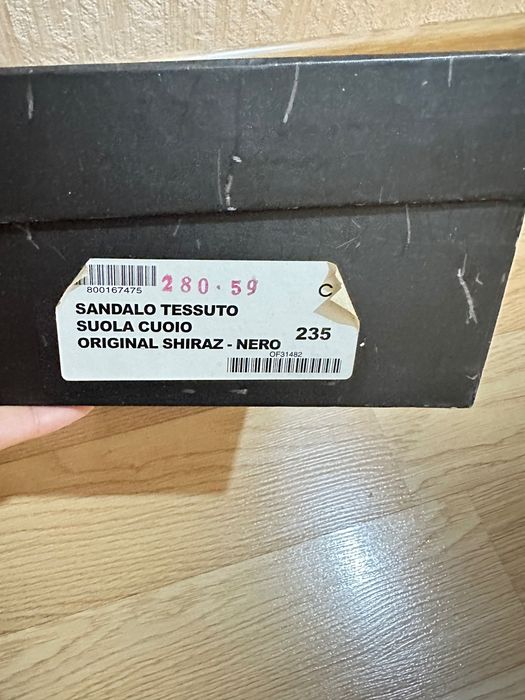 800167475 280.59 C
SANDALO TESSUTO
SUOLA CUOIO
ORIGINAL SHIRAZ - NERO 235
OF31482